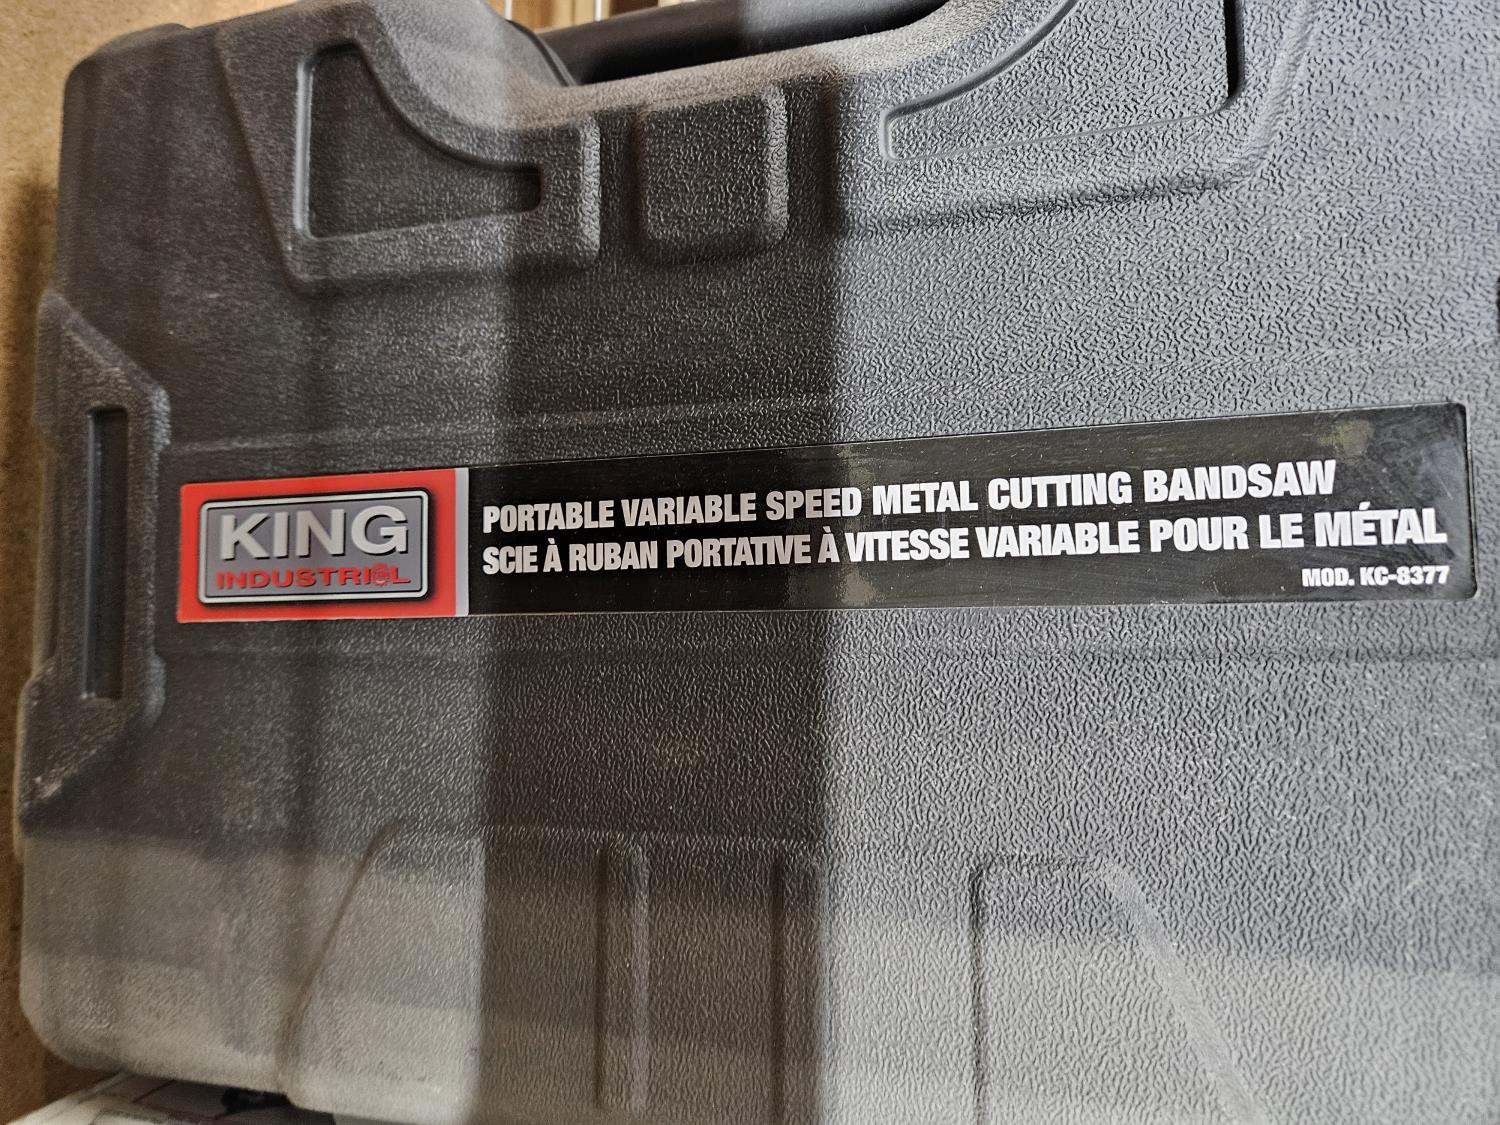 KING
INDUSTRIAL
PORTABLE VARIABLE SPEED METAL CUTTING BANDSAW
SCIE À RUBAN PORTATIVE À VITESSE VARIABLE POUR LE MÉTAL
MOD. KC-8377